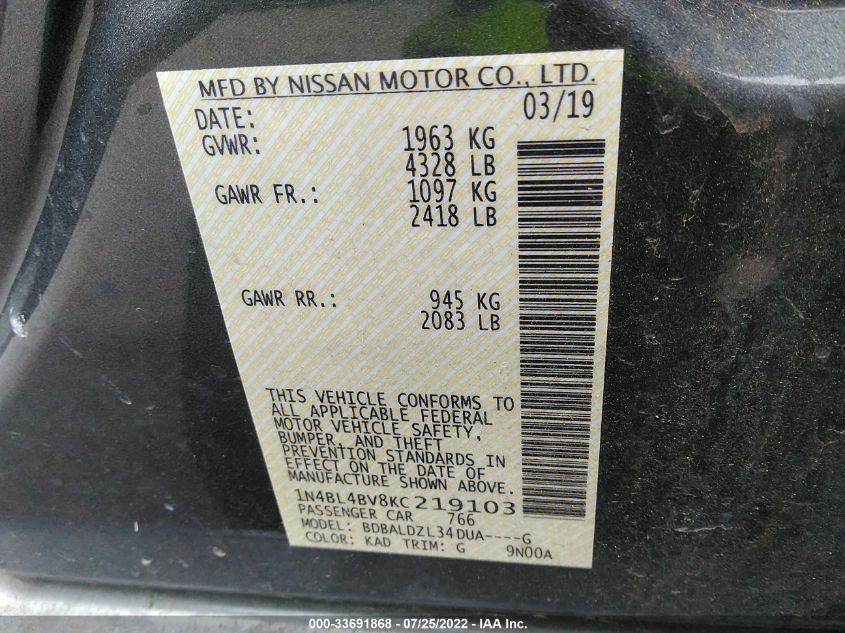 MFD BY NISSAN MOTOR CO., LTD.
DATE: 03/19
GVWR: 1963 KG
4328 LB
GAWR FR.: 1097 KG
2418 LB
GAWR RR.: 945 KG
2083 LB
THIS VEHICLE CONFORMS TO
ALL APPLICABLE FEDERAL
MOTOR VEHICLE SAFETY,
BUMPER, AND THEFT
PREVENTION STANDARDS IN
EFFECT ON THE DATE OF
MANUFACTURE SHOWN ABOVE.
1N4BL4BV8KC219103
PASSENGER CAR 766
MODEL: BDBALDZL34DUA----G
COLOR: KAD TRIM: G 9N00A
000-33691868 - 07/25/2022 - IAA Inc.